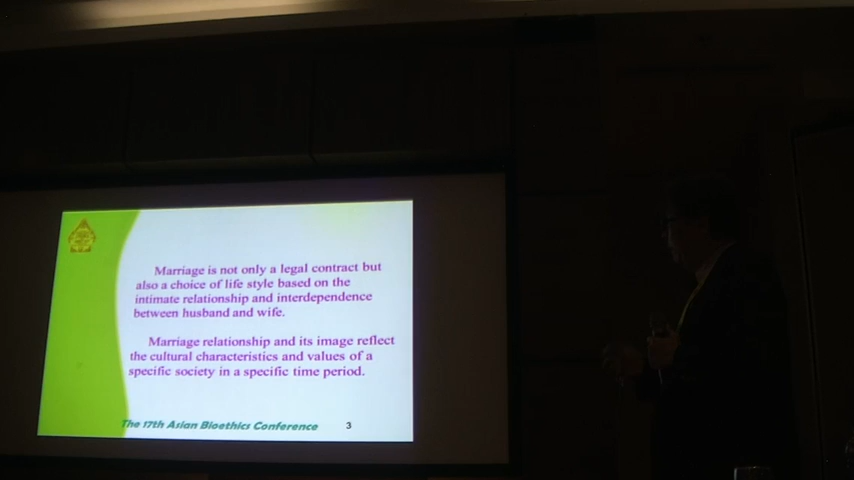 Marriage is not only a legal contract but
also a choice of life style based on the
intimate relationship and interdependence
between husband and wife.
Marriage relationship and its image reflect
the cultural characteristics and values of a
specific society in a specific time period.
The 17th Asian Bioethics Conference 3